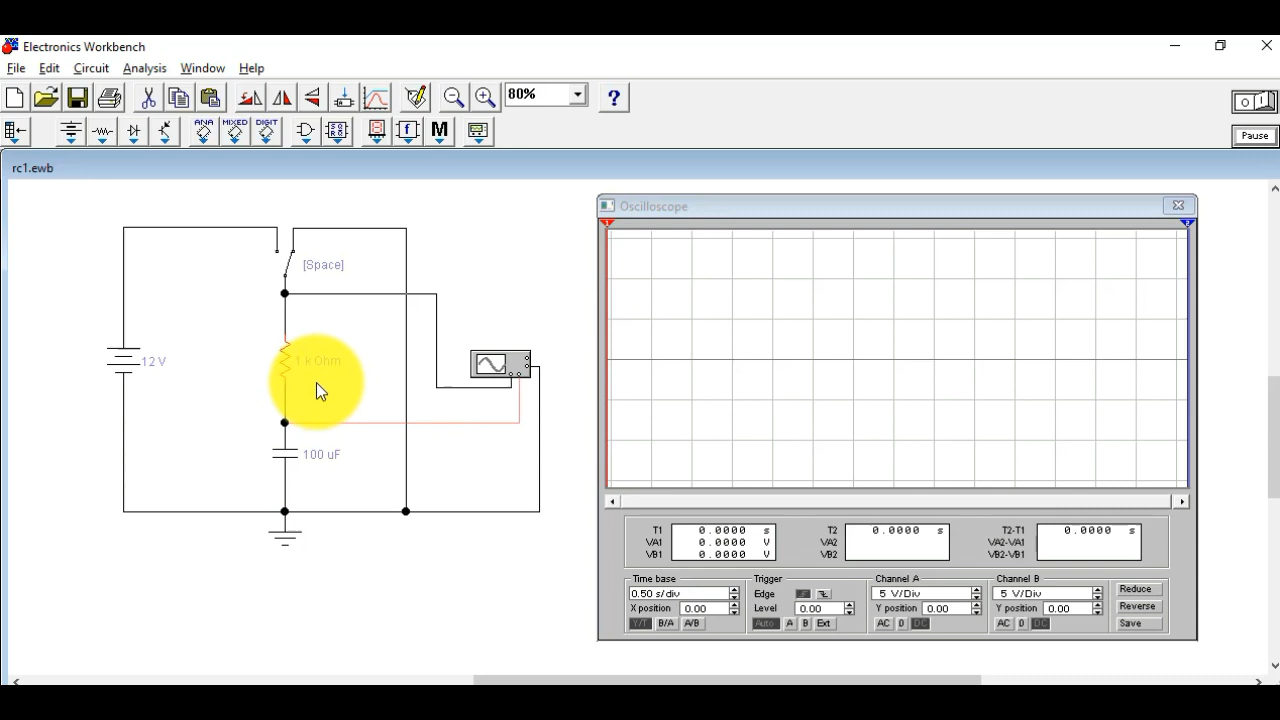 Electronics Workbench
File Edit Circuit Analysis Window Help
80% ?
O I
ANA MIXED DIGIT f M
Pause
rc1.ewb
Oscilloscope
1 2
[Space]
12 V
1 k Ohm
100 uF
T1 0.0000 s T2 0.0000 s T2-T1 0.0000 s
VA1 0.0000 V VA2 VA2-VA1
VB1 0.0000 V VB2 VB2-VB1
Time base Trigger Channel A Channel B
0.50 s/div Edge 5 V/Div 5 V/Div Reduce
X position 0.00 Level 0.00 Y position 0.00 Y position 0.00 Reverse
Y/T B/A A/B Auto A B Ext AC 0 DC AC 0 DC Save